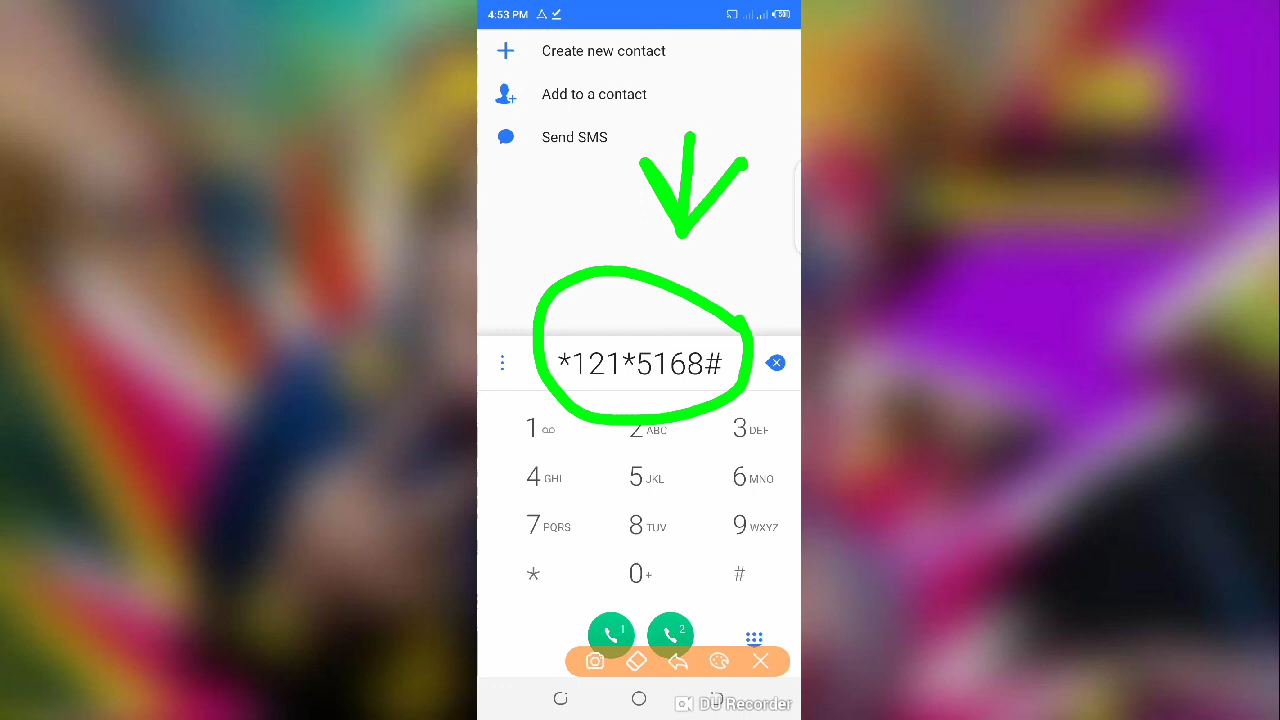 4:53 PM
Create new contact
Add to a contact
Send SMS
*121*5168#
1 2 ABC 3 DEF
4 GHI 5 JKL 6 MNO
7 PQRS 8 TUV 9 WXYZ
* 0 + #
1 2
DU Recorder